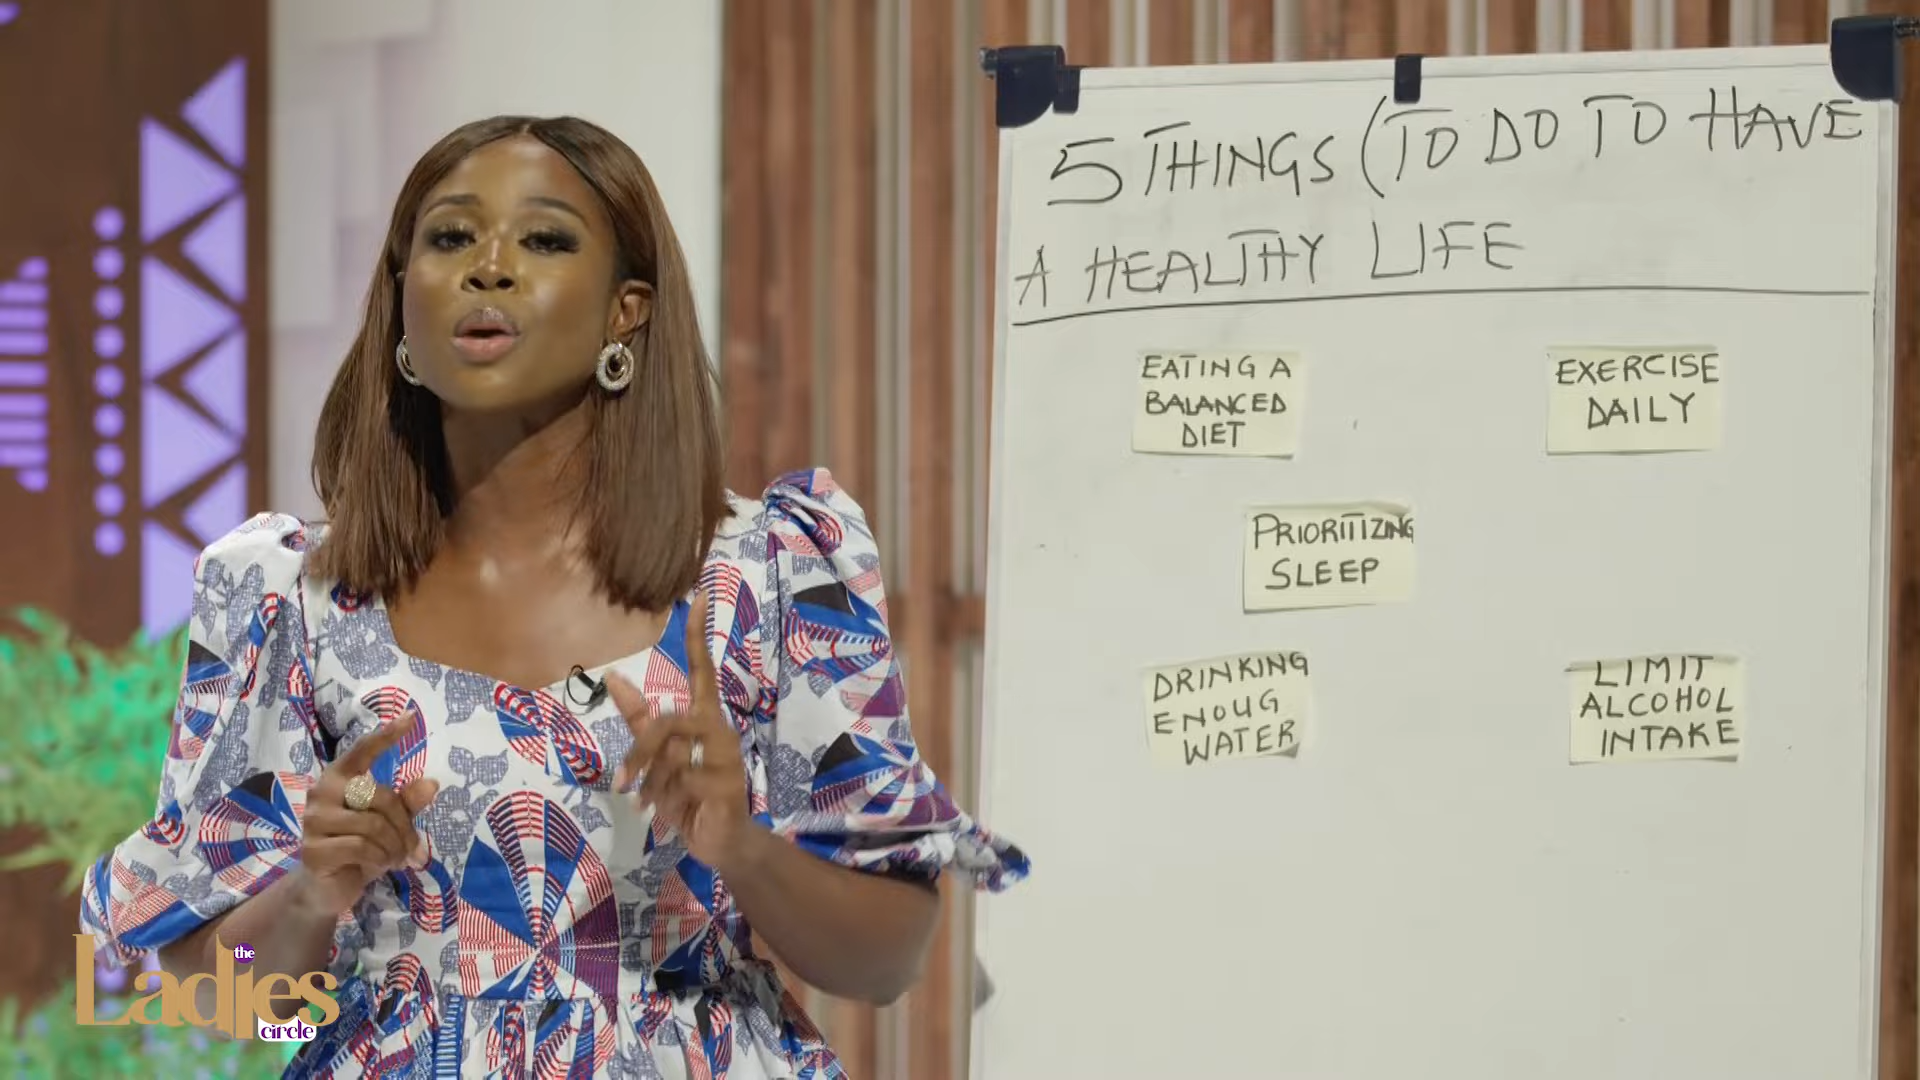 5 THINGS (TO DO TO HAVE
A HEALTHY LIFE
EATING A
BALANCED
DIET
EXERCISE
DAILY
PRIORITIZING
SLEEP
DRINKING
ENOUG
WATER
LIMIT
ALCOHOL
INTAKE
the
Ladies
circle